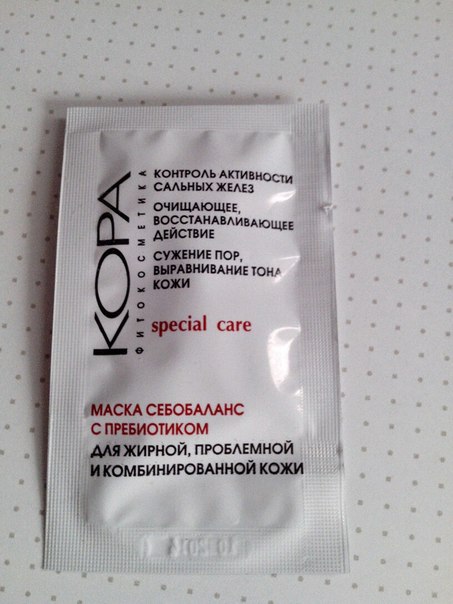 КОРА
ФИТОКОСМЕТИКА
КОНТРОЛЬ АКТИВНОСТИ
САЛЬНЫХ ЖЕЛЕЗ
ОЧИЩАЮЩЕЕ,
ВОССТАНАВЛИВАЮЩЕЕ
ДЕЙСТВИЕ
СУЖЕНИЕ ПОР,
ВЫРАВНИВАНИЕ ТОНА
КОЖИ
special care
МАСКА СЕБОБАЛАНС
С ПРЕБИОТИКОМ
ДЛЯ ЖИРНОЙ, ПРОБЛЕМНОЙ
И КОМБИНИРОВАННОЙ КОЖИ